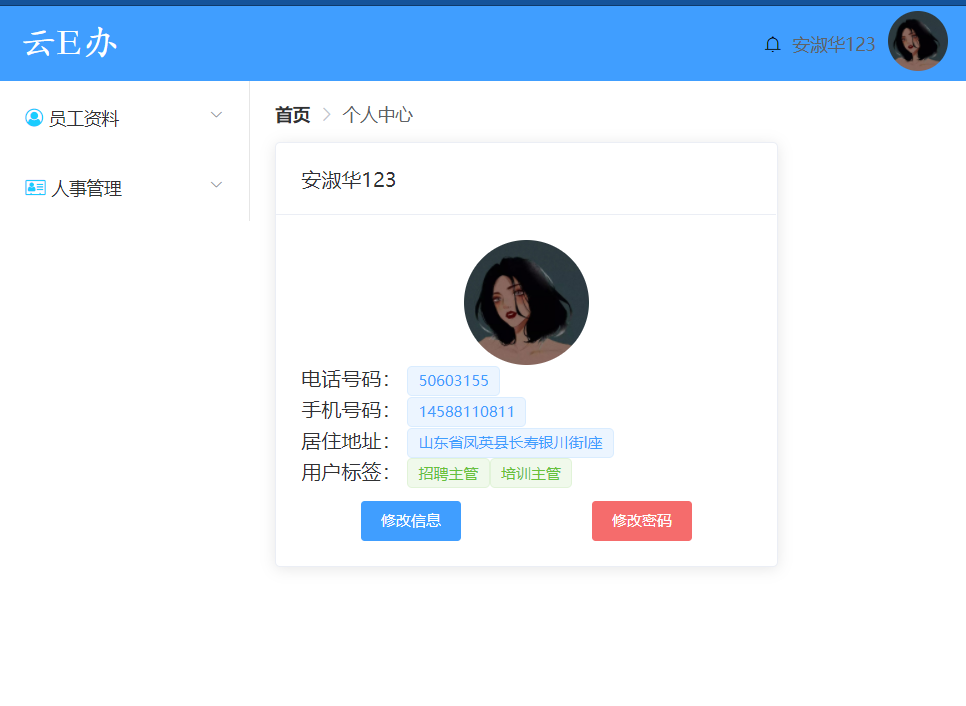 云E办
安淑华123
员工资料
人事管理
首页 > 个人中心
安淑华123
电话号码： 50603155
手机号码： 14588110811
居住地址： 山东省凤英县长寿银川街l座
用户标签： 招聘主管 培训主管
修改信息 修改密码